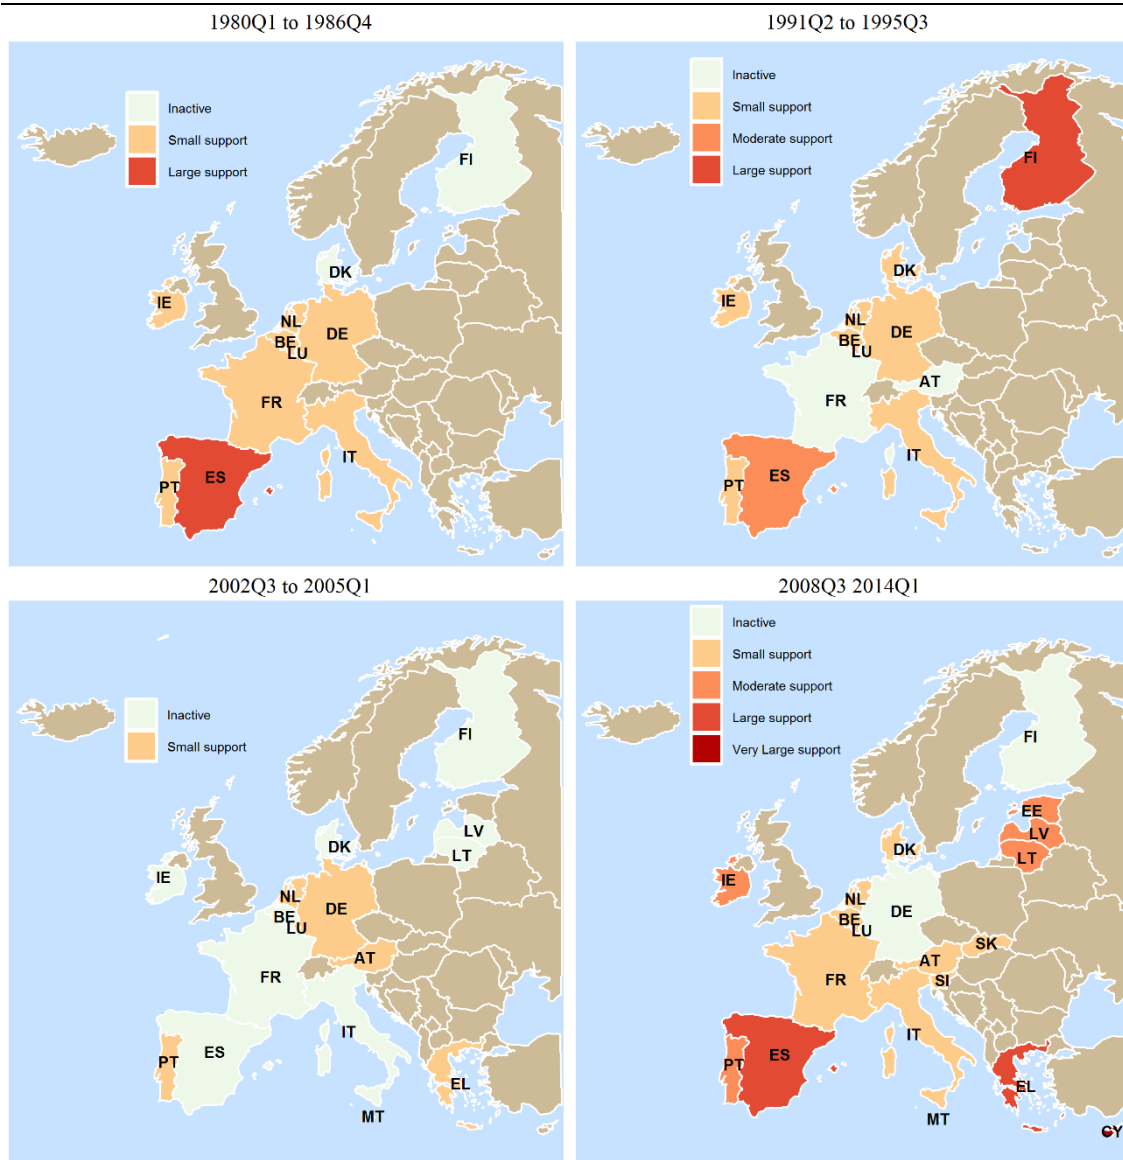 1980Q1 to 1986Q4
Inactive
Small support
Large support
FI
DK
IE
NL
DE
BE
LU
FR
IT
ES
PT
1991Q2 to 1995Q3
Inactive
Small support
Moderate support
Large support
FI
DK
IE
NL
DE
BE
LU
AT
FR
IT
ES
PT
2002Q3 to 2005Q1
Inactive
Small support
FI
LV
DK
LT
IE
NL
DE
BE
LU
AT
FR
IT
ES
PT
EL
MT
2008Q3 2014Q1
Inactive
Small support
Moderate support
Large support
Very Large support
FI
EE
LV
DK
LT
IE
NL
DE
BE
LU
SK
AT
FR
SI
IT
ES
PT
EL
MT
CY